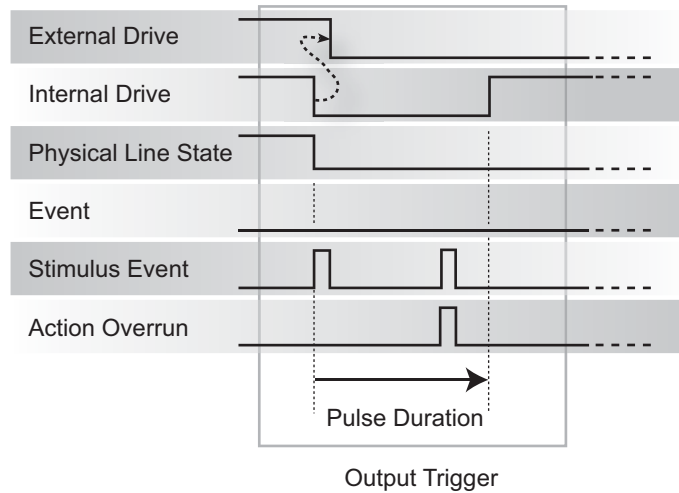 External Drive
Internal Drive
Physical Line State
Event
Stimulus Event
Action Overrun
Pulse Duration
Output Trigger